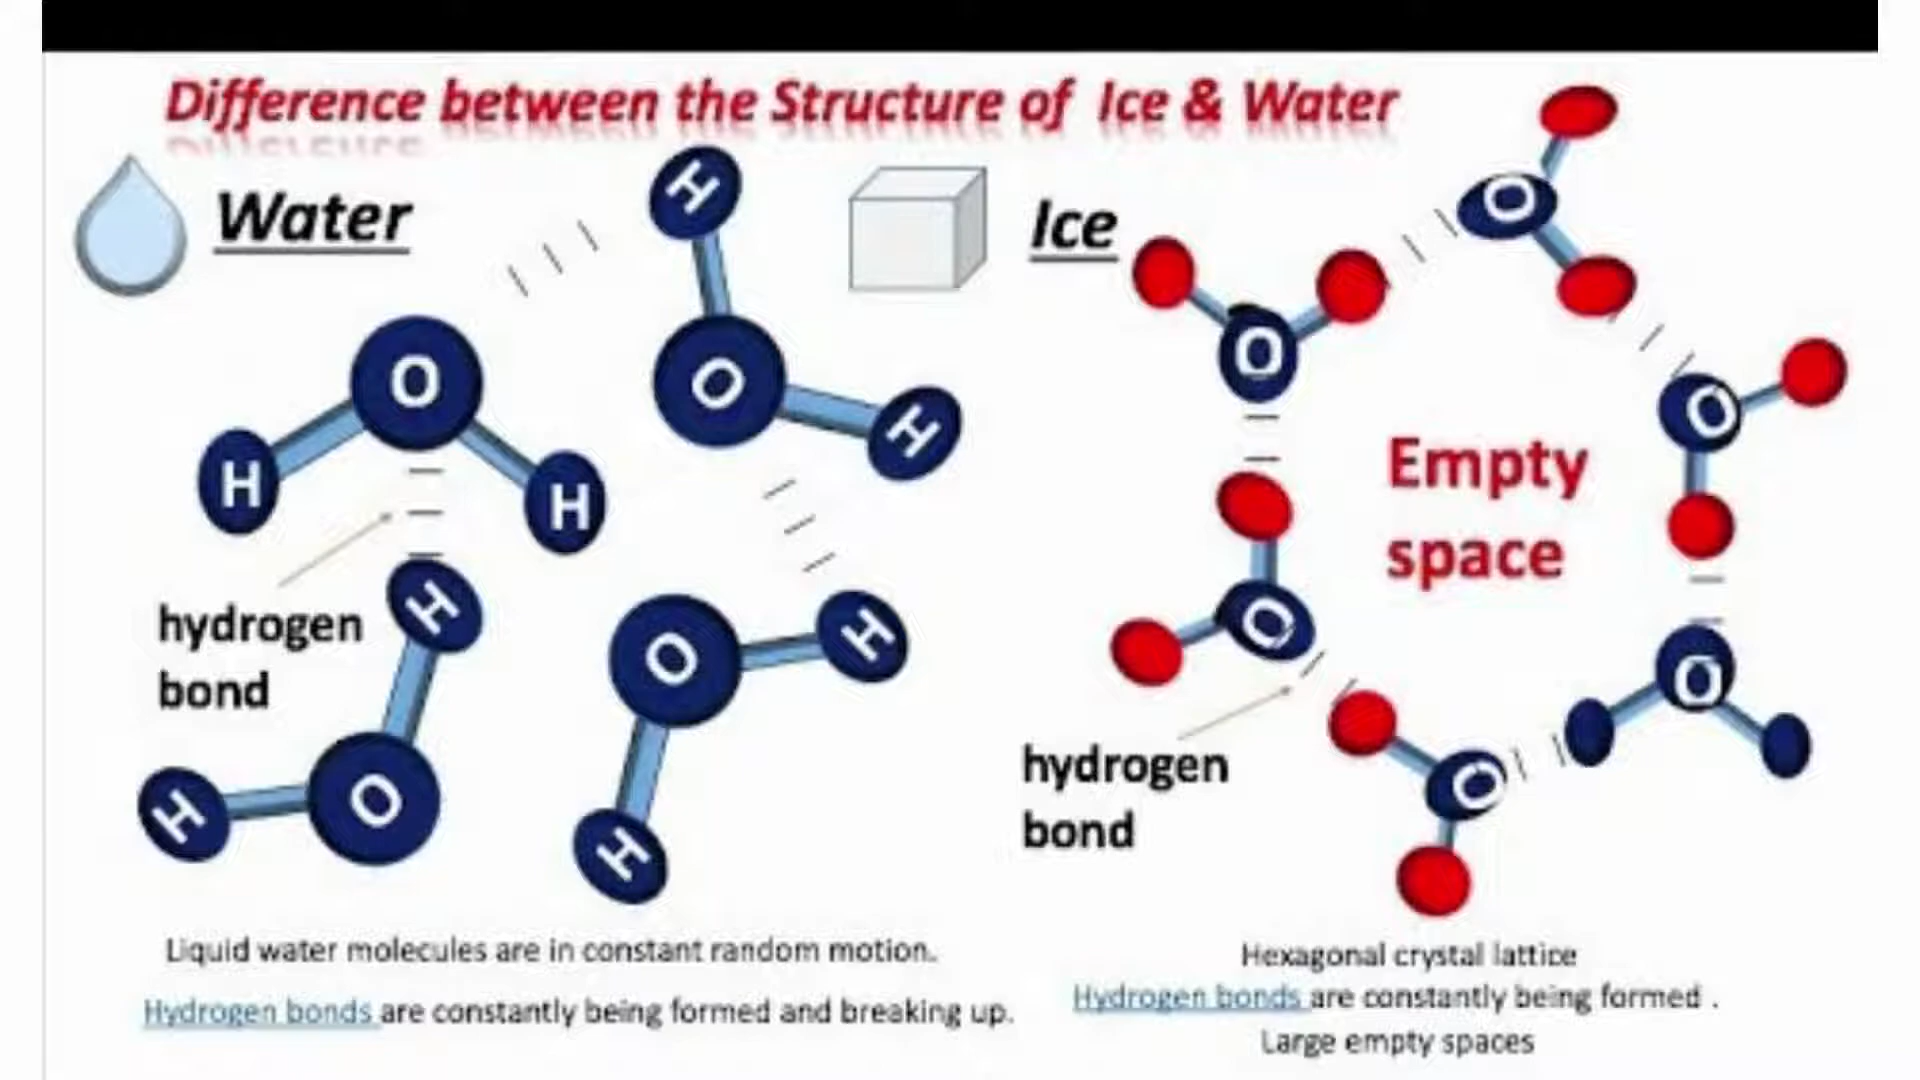 Difference between the Structure of Ice & Water
Water
H
O
H
H
hydrogen
bond
H
O
H
O
H
H
O
H
H
Ice
O
O
O
O
O
O
Empty
space
hydrogen
bond
Liquid water molecules are in constant random motion.
Hydrogen bonds are constantly being formed and breaking up.
Hexagonal crystal lattice
Hydrogen bonds are constantly being formed .
Large empty spaces